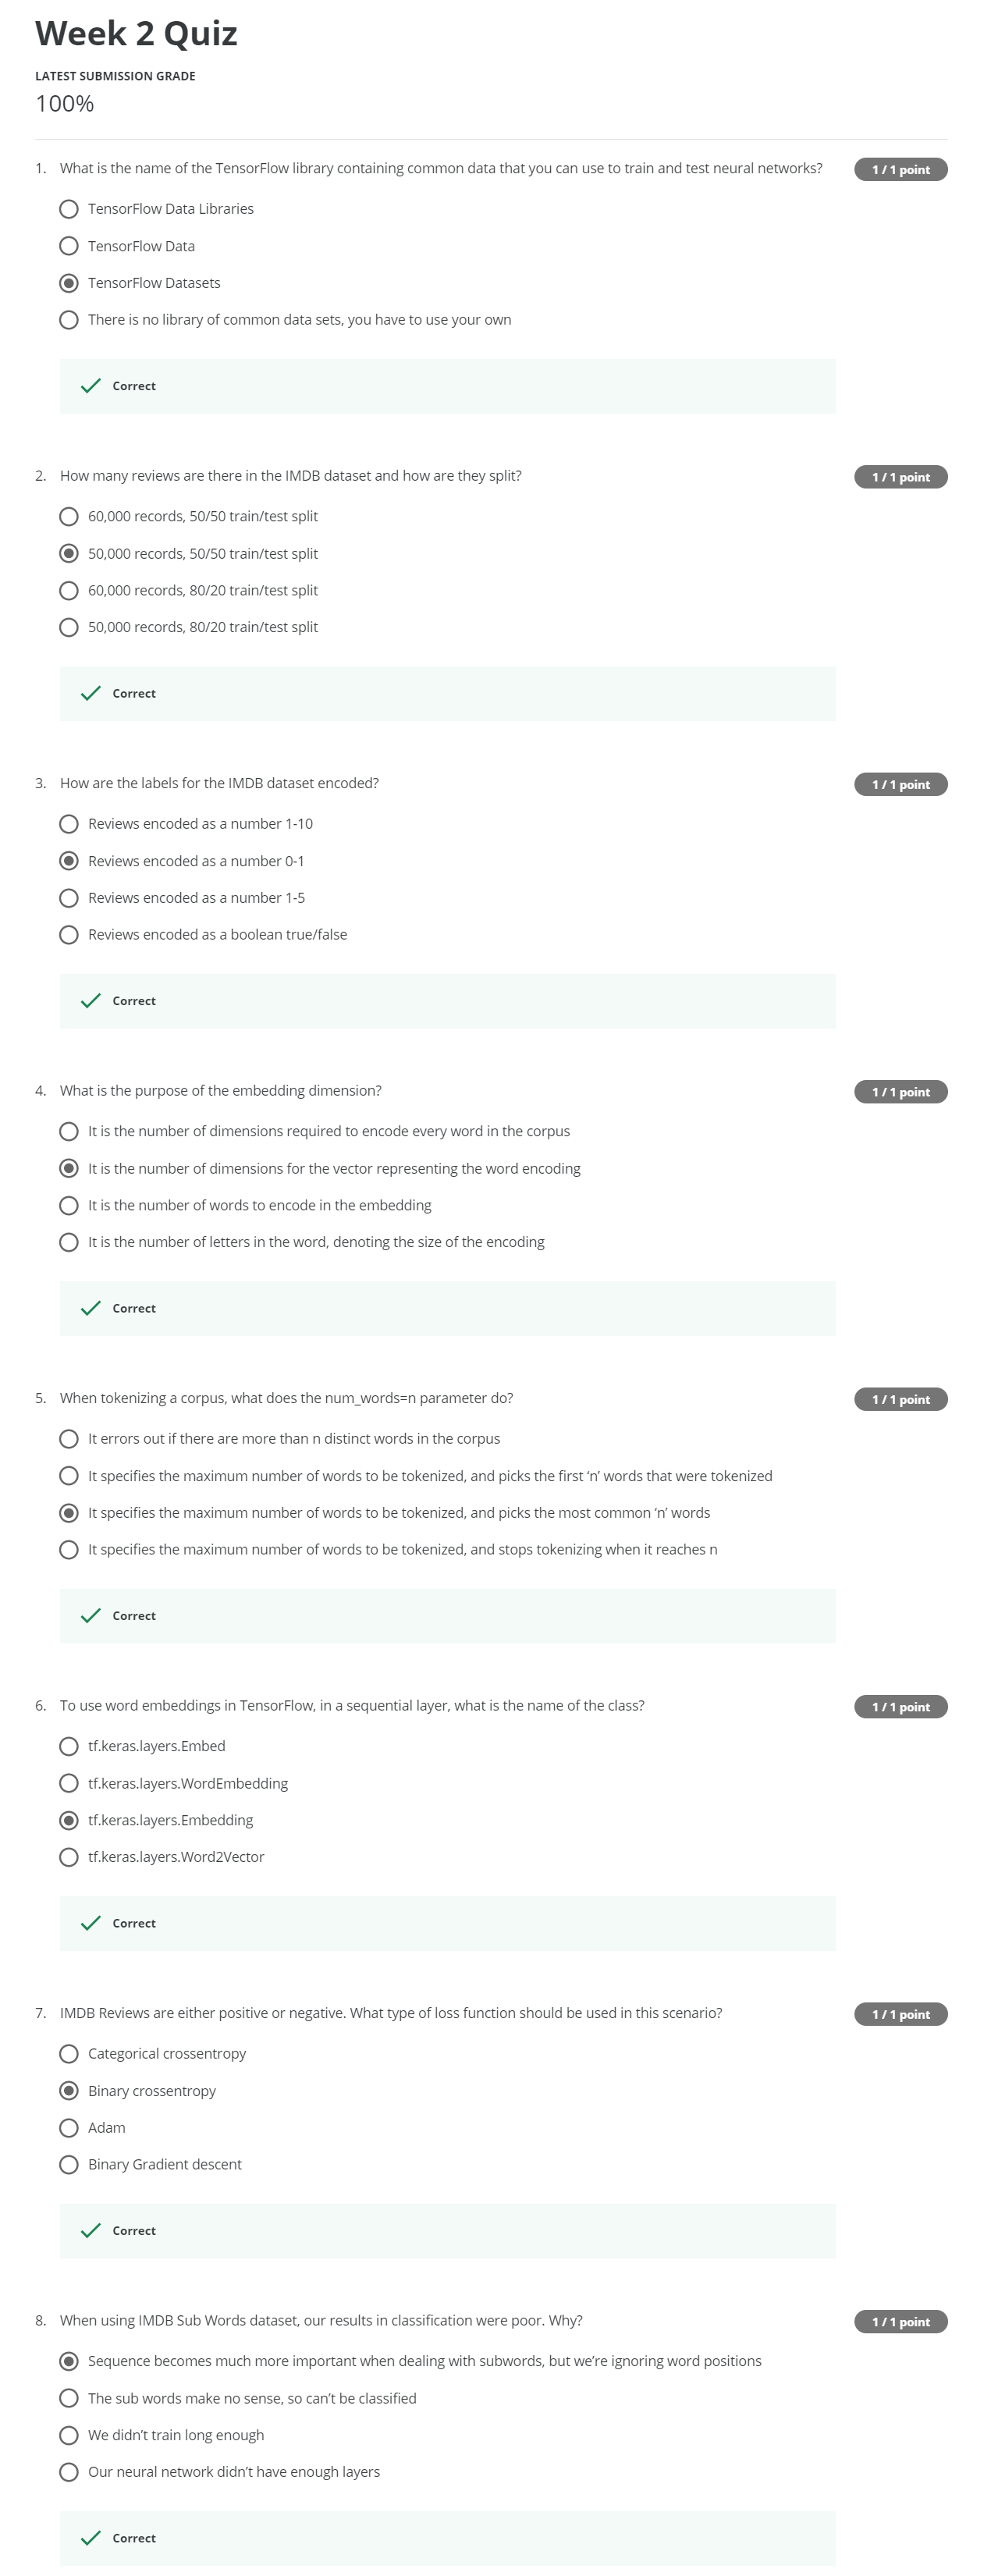 Week 2 Quiz
LATEST SUBMISSION GRADE
100%
1. What is the name of the TensorFlow library containing common data that you can use to train and test neural networks? 1 / 1 point
TensorFlow Data Libraries
TensorFlow Data
TensorFlow Datasets
There is no library of common data sets, you have to use your own
Correct
2. How many reviews are there in the IMDB dataset and how are they split? 1 / 1 point
60,000 records, 50/50 train/test split
50,000 records, 50/50 train/test split
60,000 records, 80/20 train/test split
50,000 records, 80/20 train/test split
Correct
3. How are the labels for the IMDB dataset encoded? 1 / 1 point
Reviews encoded as a number 1-10
Reviews encoded as a number 0-1
Reviews encoded as a number 1-5
Reviews encoded as a boolean true/false
Correct
4. What is the purpose of the embedding dimension? 1 / 1 point
It is the number of dimensions required to encode every word in the corpus
It is the number of dimensions for the vector representing the word encoding
It is the number of words to encode in the embedding
It is the number of letters in the word, denoting the size of the encoding
Correct
5. When tokenizing a corpus, what does the num_words=n parameter do? 1 / 1 point
It errors out if there are more than n distinct words in the corpus
It specifies the maximum number of words to be tokenized, and picks the first ‘n’ words that were tokenized
It specifies the maximum number of words to be tokenized, and picks the most common ‘n’ words
It specifies the maximum number of words to be tokenized, and stops tokenizing when it reaches n
Correct
6. To use word embeddings in TensorFlow, in a sequential layer, what is the name of the class? 1 / 1 point
tf.keras.layers.Embed
tf.keras.layers.WordEmbedding
tf.keras.layers.Embedding
tf.keras.layers.Word2Vector
Correct
7. IMDB Reviews are either positive or negative. What type of loss function should be used in this scenario? 1 / 1 point
Categorical crossentropy
Binary crossentropy
Adam
Binary Gradient descent
Correct
8. When using IMDB Sub Words dataset, our results in classification were poor. Why? 1 / 1 point
Sequence becomes much more important when dealing with subwords, but we’re ignoring word positions
The sub words make no sense, so can’t be classified
We didn’t train long enough
Our neural network didn’t have enough layers
Correct